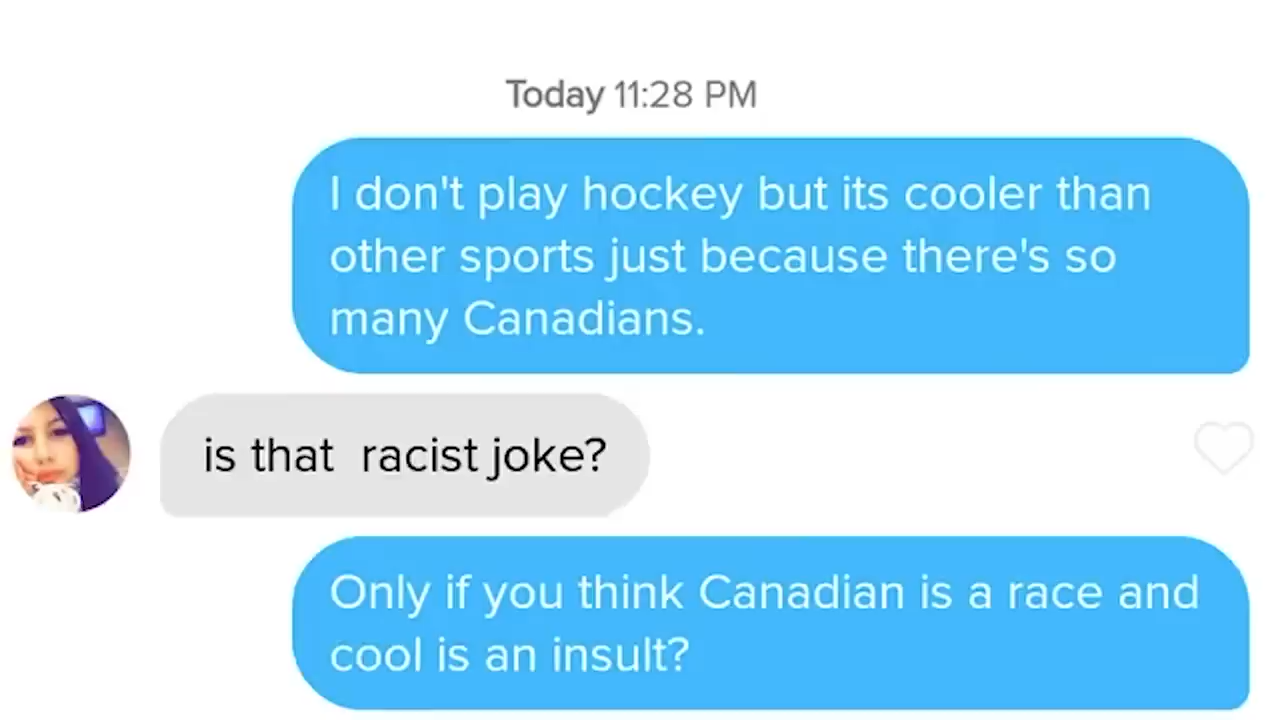 Today 11:28 PM
I don't play hockey but its cooler than
other sports just because there's so
many Canadians.
is that  racist joke?
Only if you think Canadian is a race and
cool is an insult?